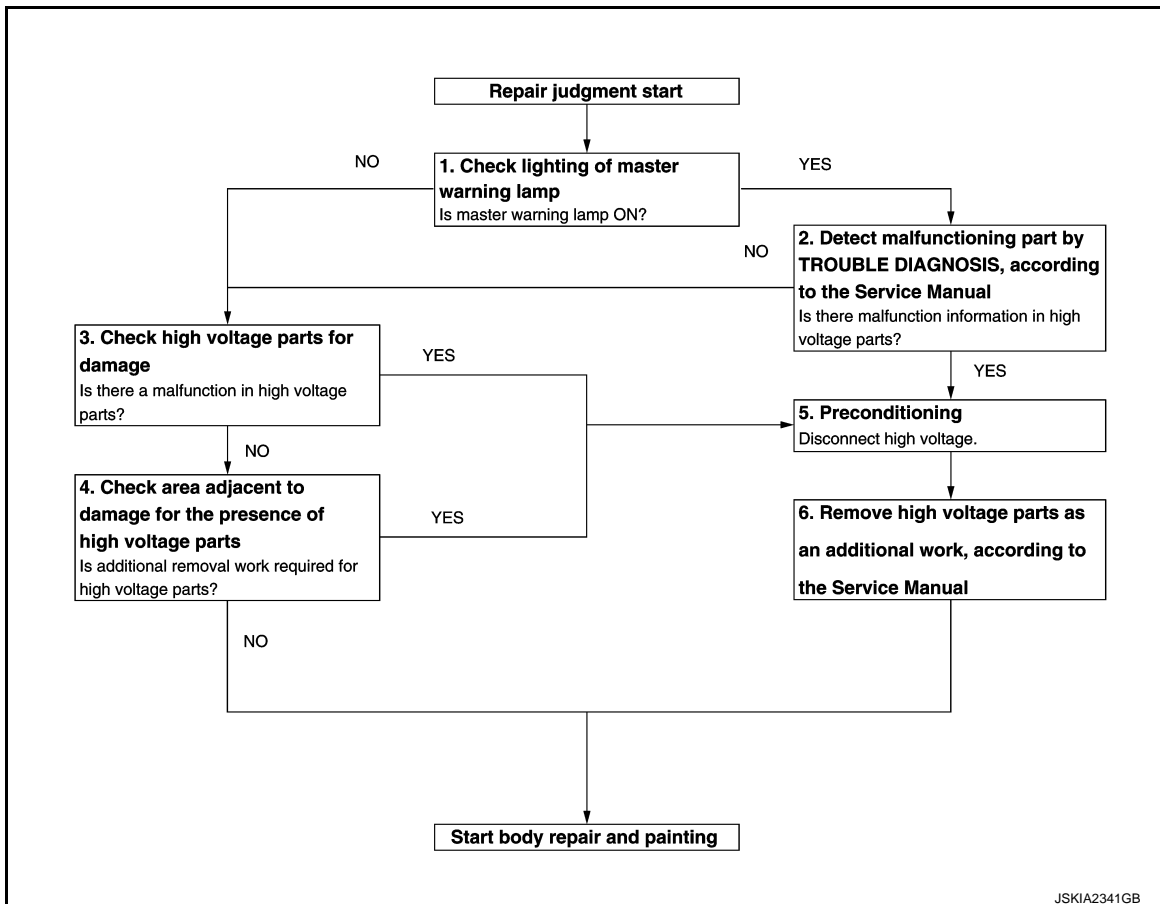 Repair judgment start
NO
1. Check lighting of master
warning lamp
Is master warning lamp ON?
YES
NO
2. Detect malfunctioning part by
TROUBLE DIAGNOSIS, according
to the Service Manual
Is there malfunction information in high
voltage parts?
3. Check high voltage parts for
damage
Is there a malfunction in high voltage
parts?
YES
YES
5. Preconditioning
Disconnect high voltage.
NO
4. Check area adjacent to
damage for the presence of
high voltage parts
Is additional removal work required for
high voltage parts?
YES
6. Remove high voltage parts as
an additional work, according to
the Service Manual
NO
Start body repair and painting
JSKIA2341GB